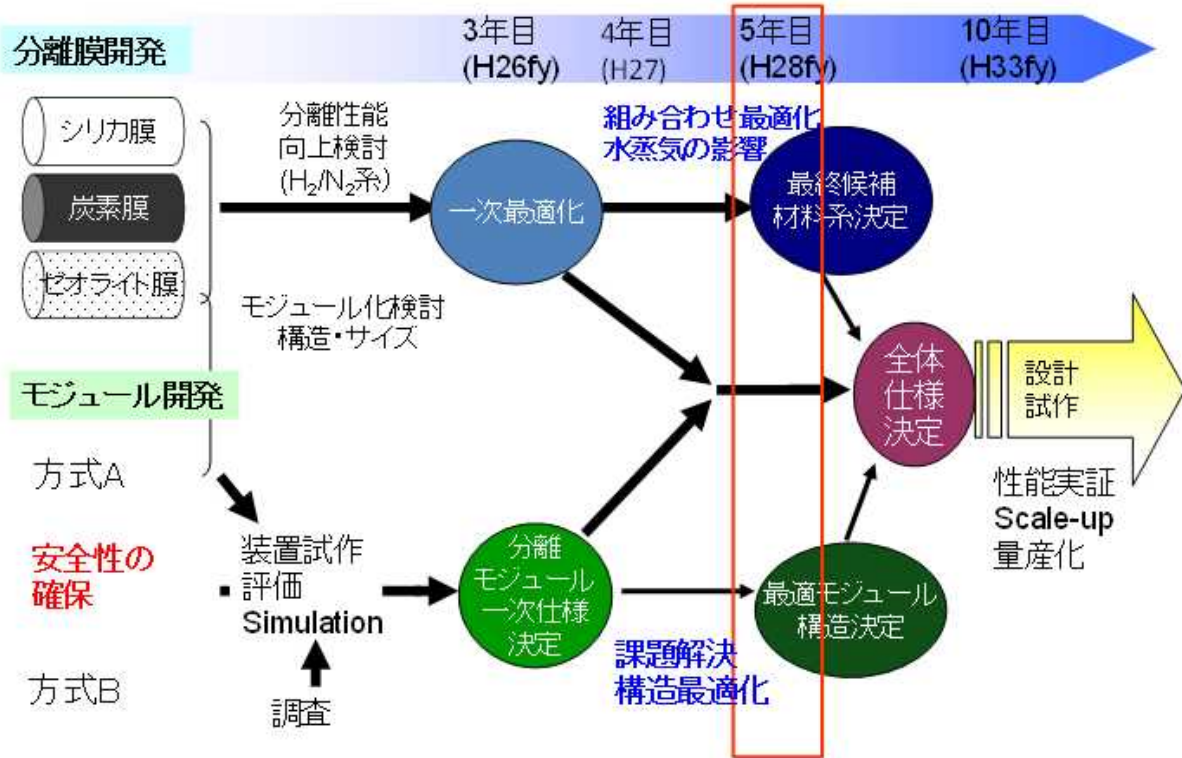 分離膜開発
3年目
(H26fy)
4年目
(H27)
5年目
(H28fy)
10年目
(H33fy)
シリカ膜
炭素膜
ゼオライト膜
分離性能
向上検討
(H₂/N₂系)
一次最適化
組み合わせ最適化
水蒸気の影響
最終候補
材料系決定
モジュール化検討
構造・サイズ
モジュール開発
方式A
安全性の
確保
方式B
装置試作
評価
Simulation
調査
分離
モジュール
一次仕様
決定
課題解決
構造最適化
最適モジュール
構造決定
全体
仕様
決定
設計
試作
性能実証
Scale-up
量産化